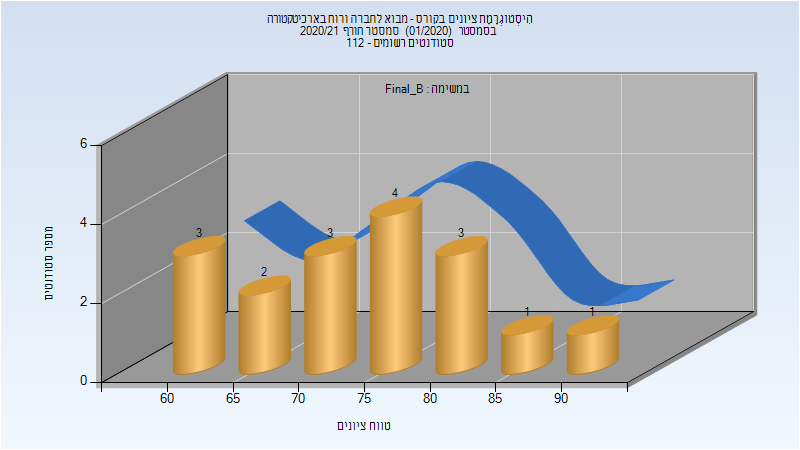 היסטוגרמת ציונים בקורס - מבוא לחברה ורוח בארכיטקטורה
בסמסטר (01/2020) סמסטר חורף 2020/21
סטודנטים רשומים - 112
במשימה : Final_B
מספר סטודנטים
6
4
2
0
3
2
3
4
3
1
1
60 65 70 75 80 85 90
טווח ציונים